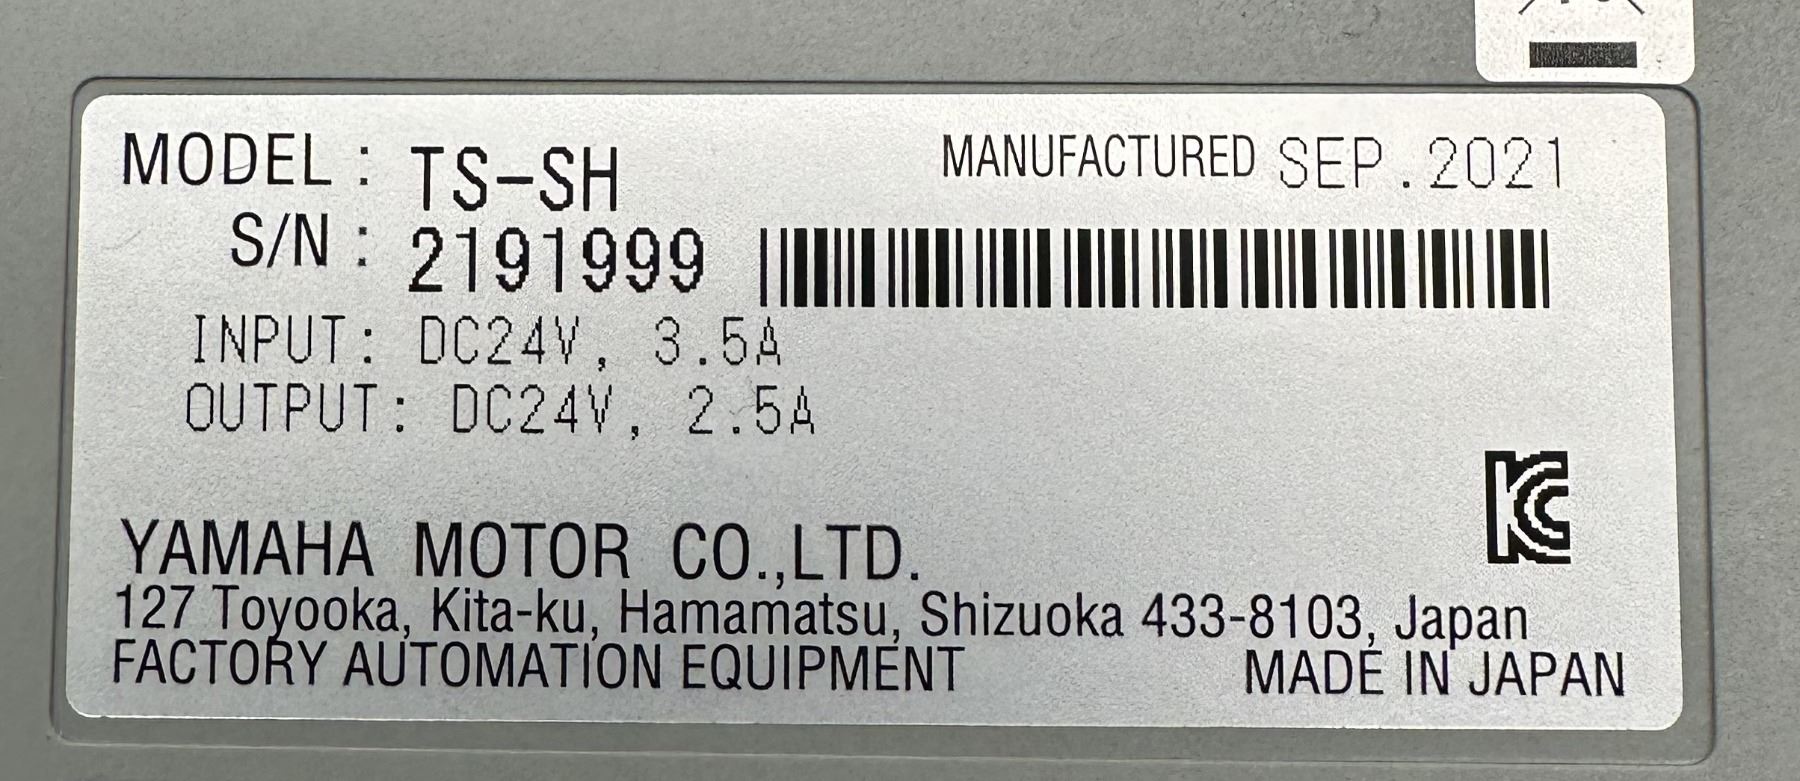 MODEL : TS-SH
MANUFACTURED SEP.2021
S/N : 2191999
INPUT: DC24V, 3.5A
OUTPUT: DC24V, 2.5A
KC
YAMAHA MOTOR CO.,LTD.
127 Toyooka, Kita-ku, Hamamatsu, Shizuoka 433-8103, Japan
FACTORY AUTOMATION EQUIPMENT
MADE IN JAPAN